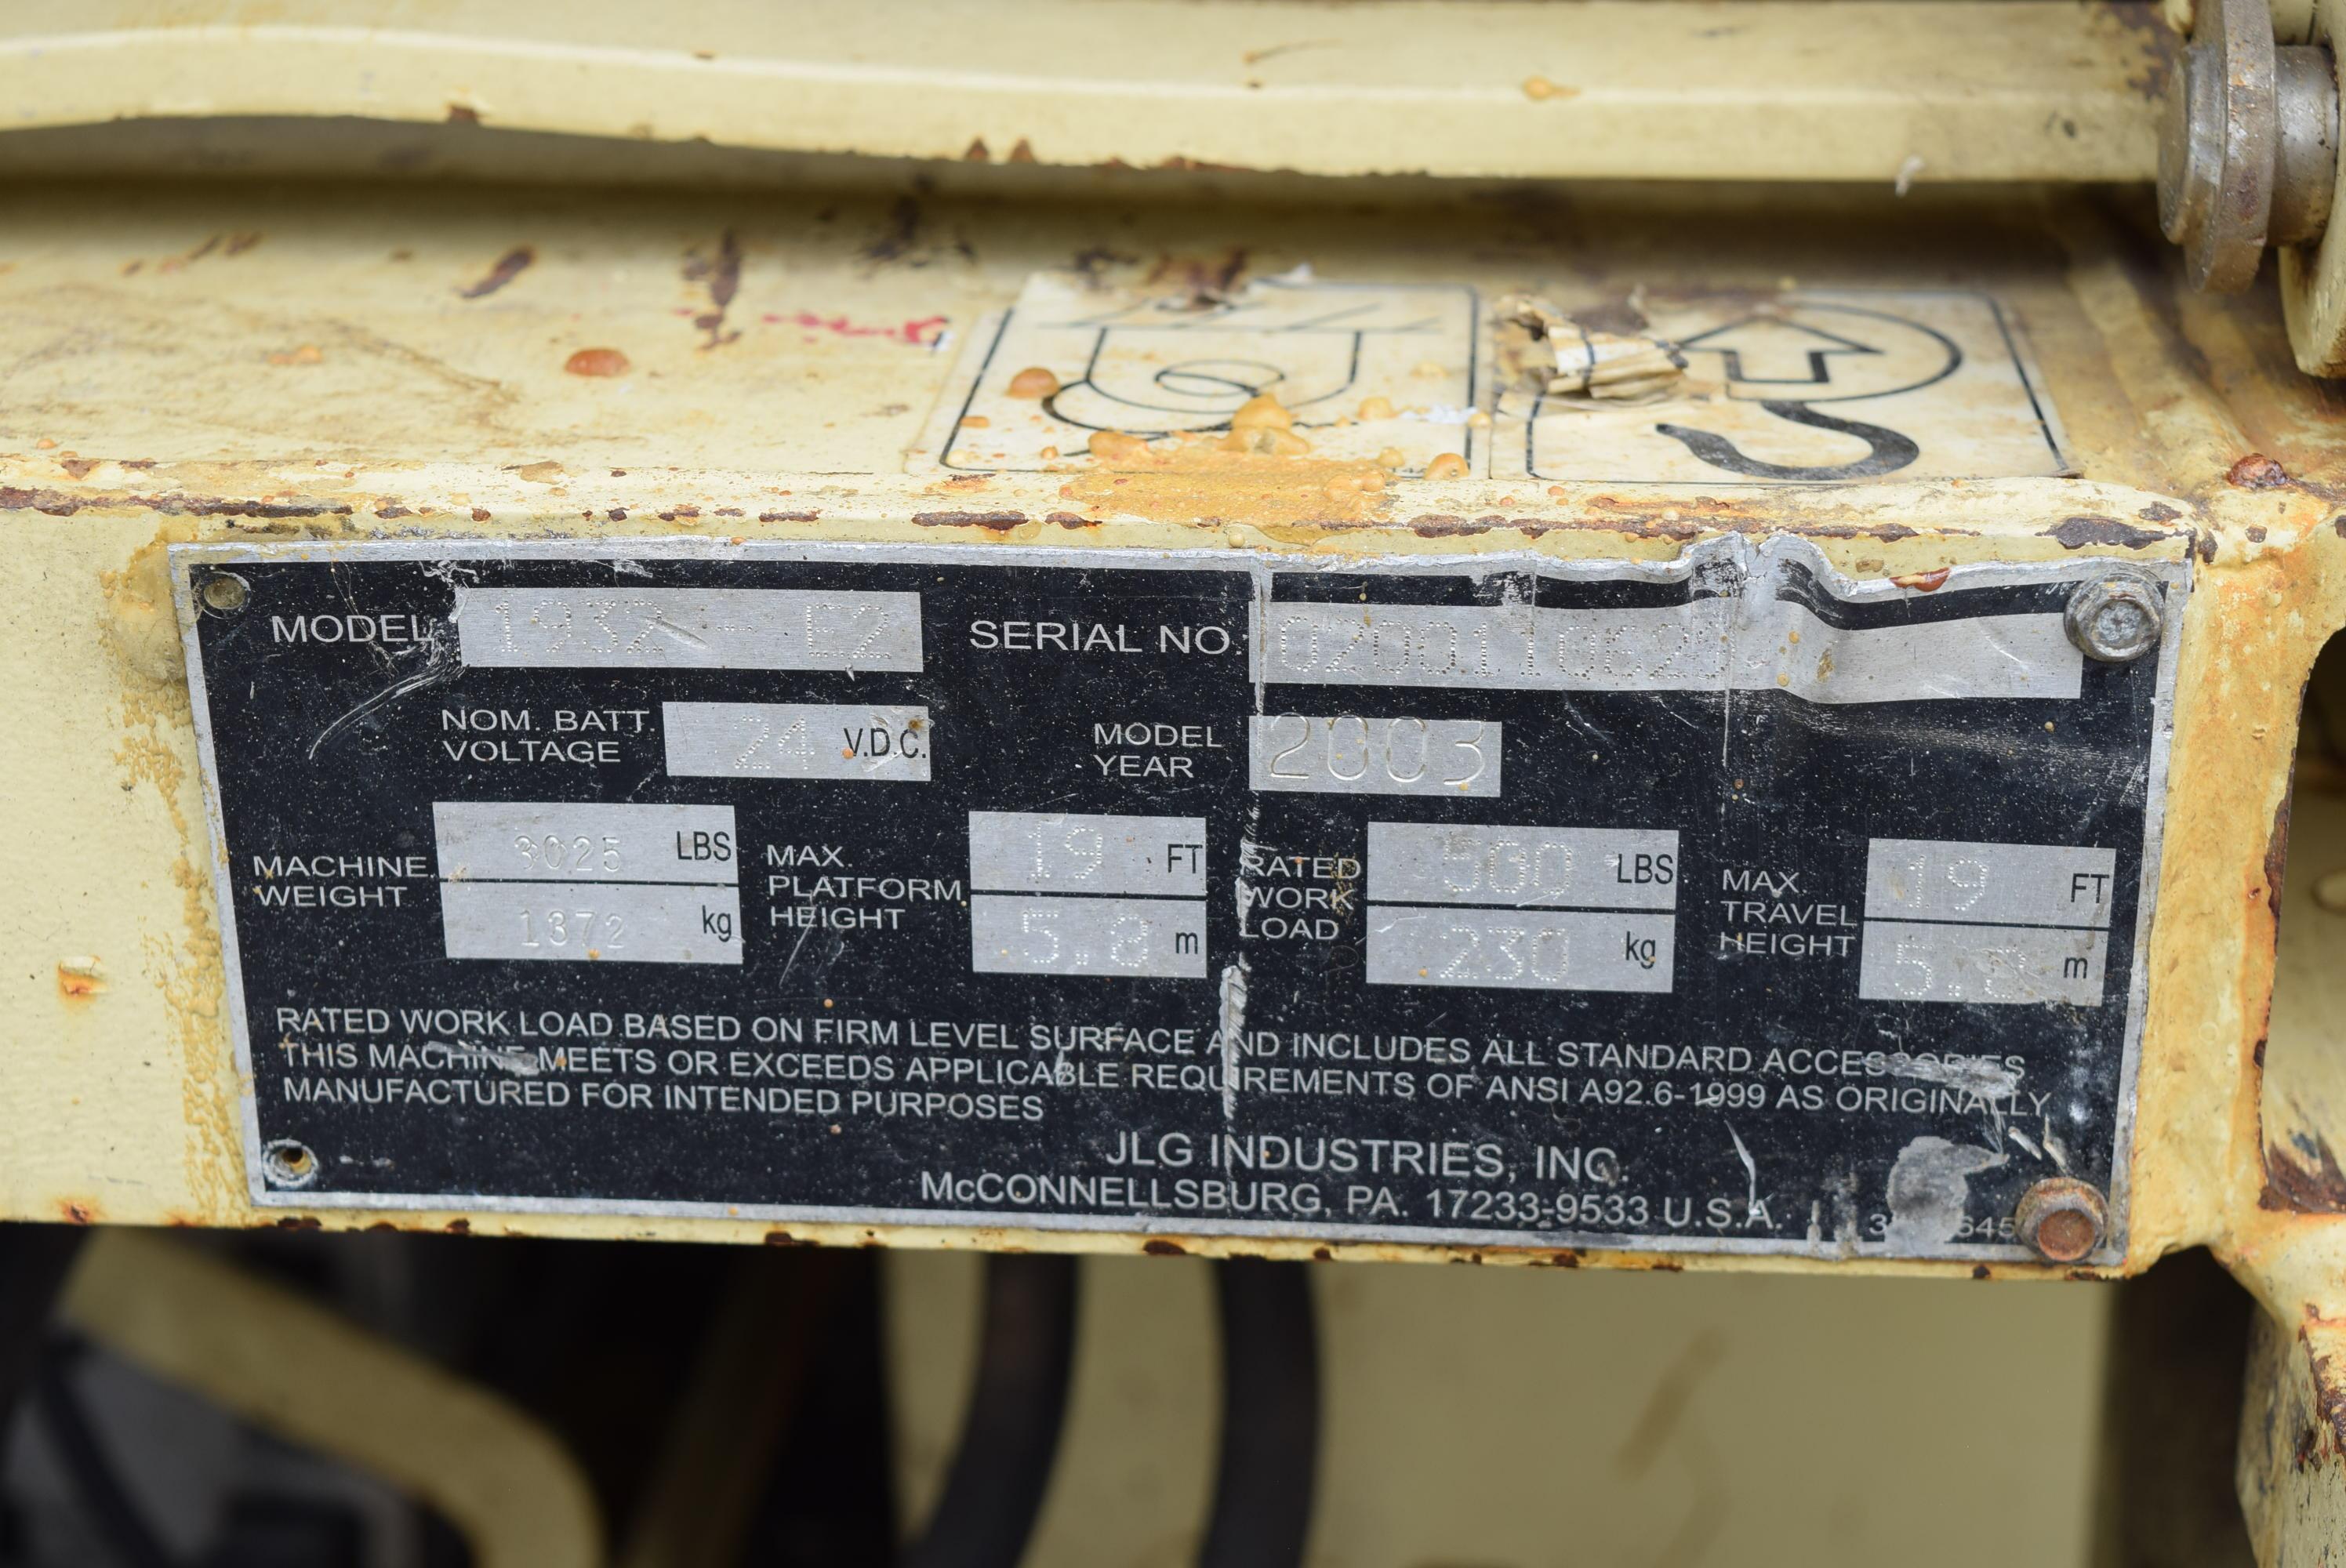 MODEL 1932 - E2 SERIAL NO.
NOM. BATT. VOLTAGE 24 V.D.C. MODEL YEAR 2003
MACHINE WEIGHT 3025 LBS 1372 kg
MAX. PLATFORM HEIGHT 19 FT 5.8 m
RATED WORK LOAD 500 LBS 230 kg
MAX. TRAVEL HEIGHT 19 FT 5.8 m
RATED WORK LOAD BASED ON FIRM LEVEL SURFACE AND INCLUDES ALL STANDARD ACCESSORIES
THIS MACHINE MEETS OR EXCEEDS APPLICABLE REQUIREMENTS OF ANSI A92.6-1999 AS ORIGINALLY
MANUFACTURED FOR INTENDED PURPOSES
JLG INDUSTRIES, INC.
McCONNELLSBURG, PA. 17233-9533 U.S.A.